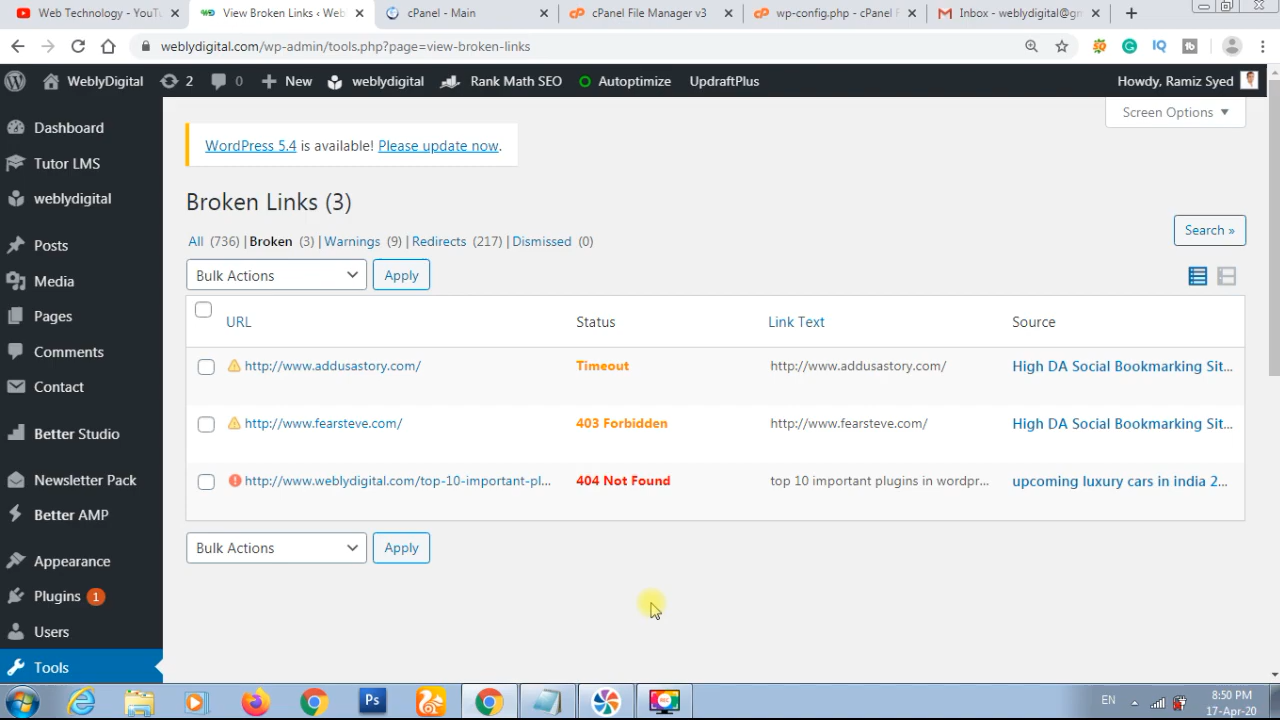 Web Technology - YouTu
View Broken Links ‹ Web
cPanel - Main
cPanel File Manager v3
wp-config.php - cPanel F
Inbox - weblydigital@gm
weblydigital.com/wp-admin/tools.php?page=view-broken-links
WeblyDigital 2 0 New weblydigital Rank Math SEO Autoptimize UpdraftPlus Howdy, Ramiz Syed
Screen Options
Dashboard
Tutor LMS
weblydigital
Posts
Media
Pages
Comments
Contact
Better Studio
Newsletter Pack
Better AMP
Appearance
Plugins 1
Users
Tools
WordPress 5.4 is available! Please update now.
Broken Links (3)
All (736) | Broken (3) | Warnings (9) | Redirects (217) | Dismissed (0)
Search »
Bulk Actions Apply
URL Status Link Text Source
http://www.addusastory.com/ Timeout http://www.addusastory.com/ High DA Social Bookmarking Sit...
http://www.fearsteve.com/ 403 Forbidden http://www.fearsteve.com/ High DA Social Bookmarking Sit...
http://www.weblydigital.com/top-10-important-pl... 404 Not Found top 10 important plugins in wordpr... upcoming luxury cars in india 2...
Bulk Actions Apply
Ps
REC
EN
8:50 PM
17-Apr-20